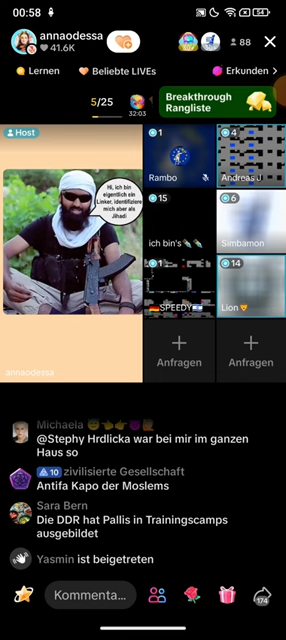 00:58
54
annaodessa
41.6K
88
Lernen
Beliebte LIVEs
Erkunden
5/25
32:03
Breakthrough
Rangliste
Host
Hi, ich bin
eigentlich ein
Linker, identifiziere
mich aber als
Jihadi
annaodessa
1
Rambo
4
Andreas J
15
ich bin's
6
Simbamon
1
SPEEDY
14
Lion
Anfragen
Anfragen
Michaela
@Stephy Hrdlicka war bei mir im ganzen
Haus so
10 zivilisierte Gesellschaft
Antifa Kapo der Moslems
Sara Bern
Die DDR hat Pallis in Trainingscamps
ausgebildet
Yasmin ist beigetreten
Kommenta...
174